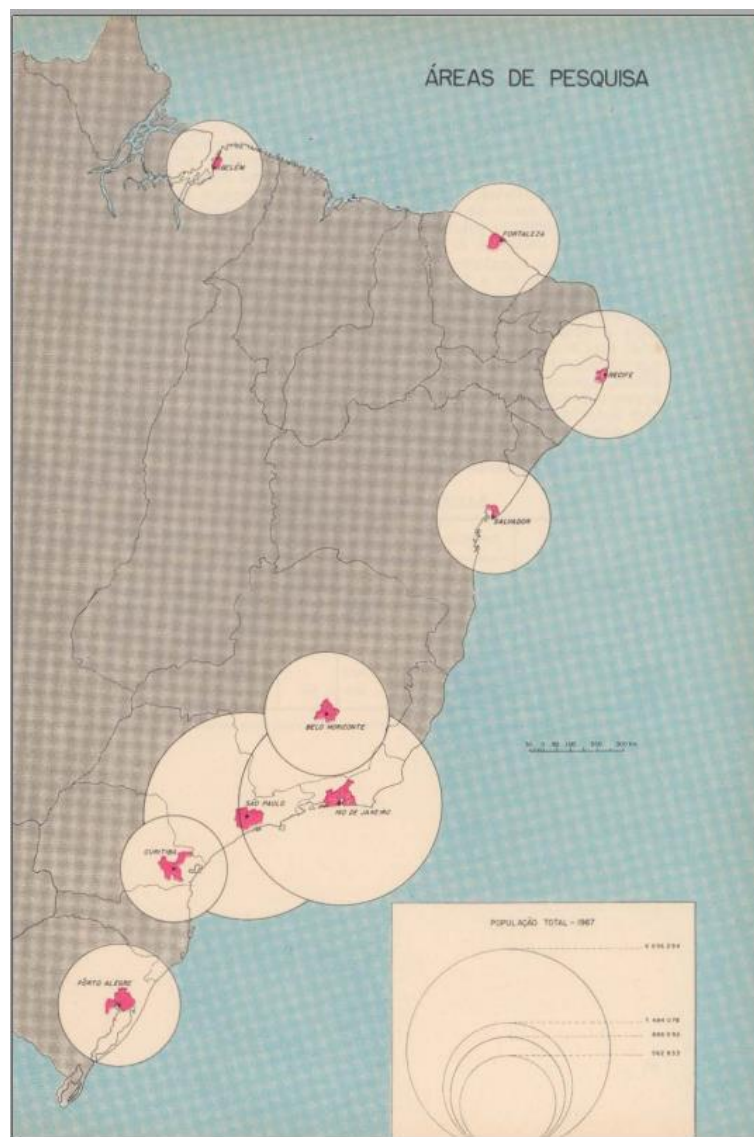 ÁREAS DE PESQUISA
BELÉM
FORTALEZA
RECIFE
SALVADOR
BELO HORIZONTE
SÃO PAULO
RIO DE JANEIRO
CURITIBA
PÔRTO ALEGRE
POPULAÇÃO TOTAL - 1967